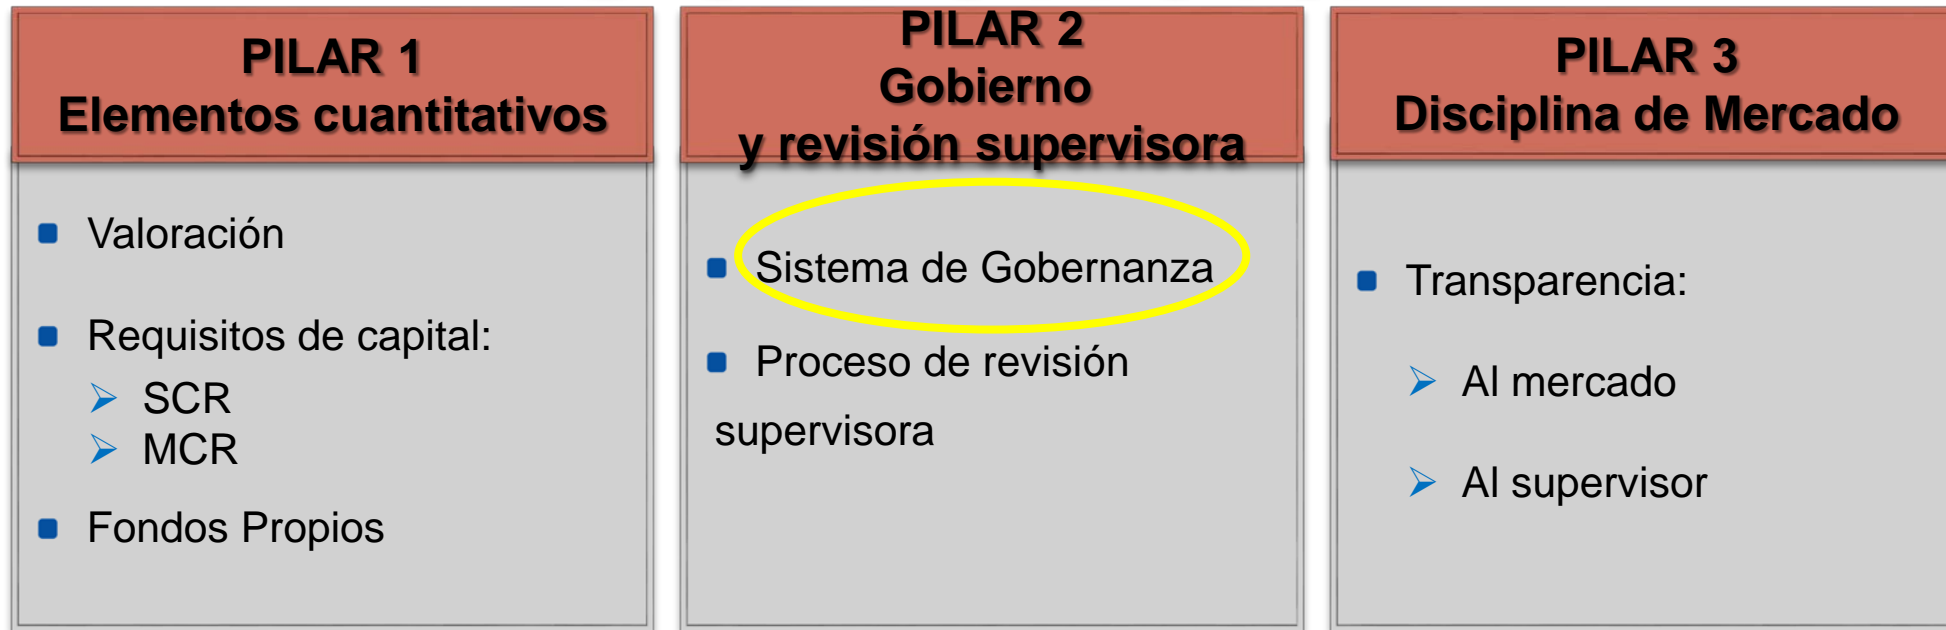 PILAR 1
Elementos cuantitativos
Valoración
Requisitos de capital:
SCR
MCR
Fondos Propios
PILAR 2
Gobierno
y revisión supervisora
Sistema de Gobernanza
Proceso de revisión
supervisora
PILAR 3
Disciplina de Mercado
Transparencia:
Al mercado
Al supervisor